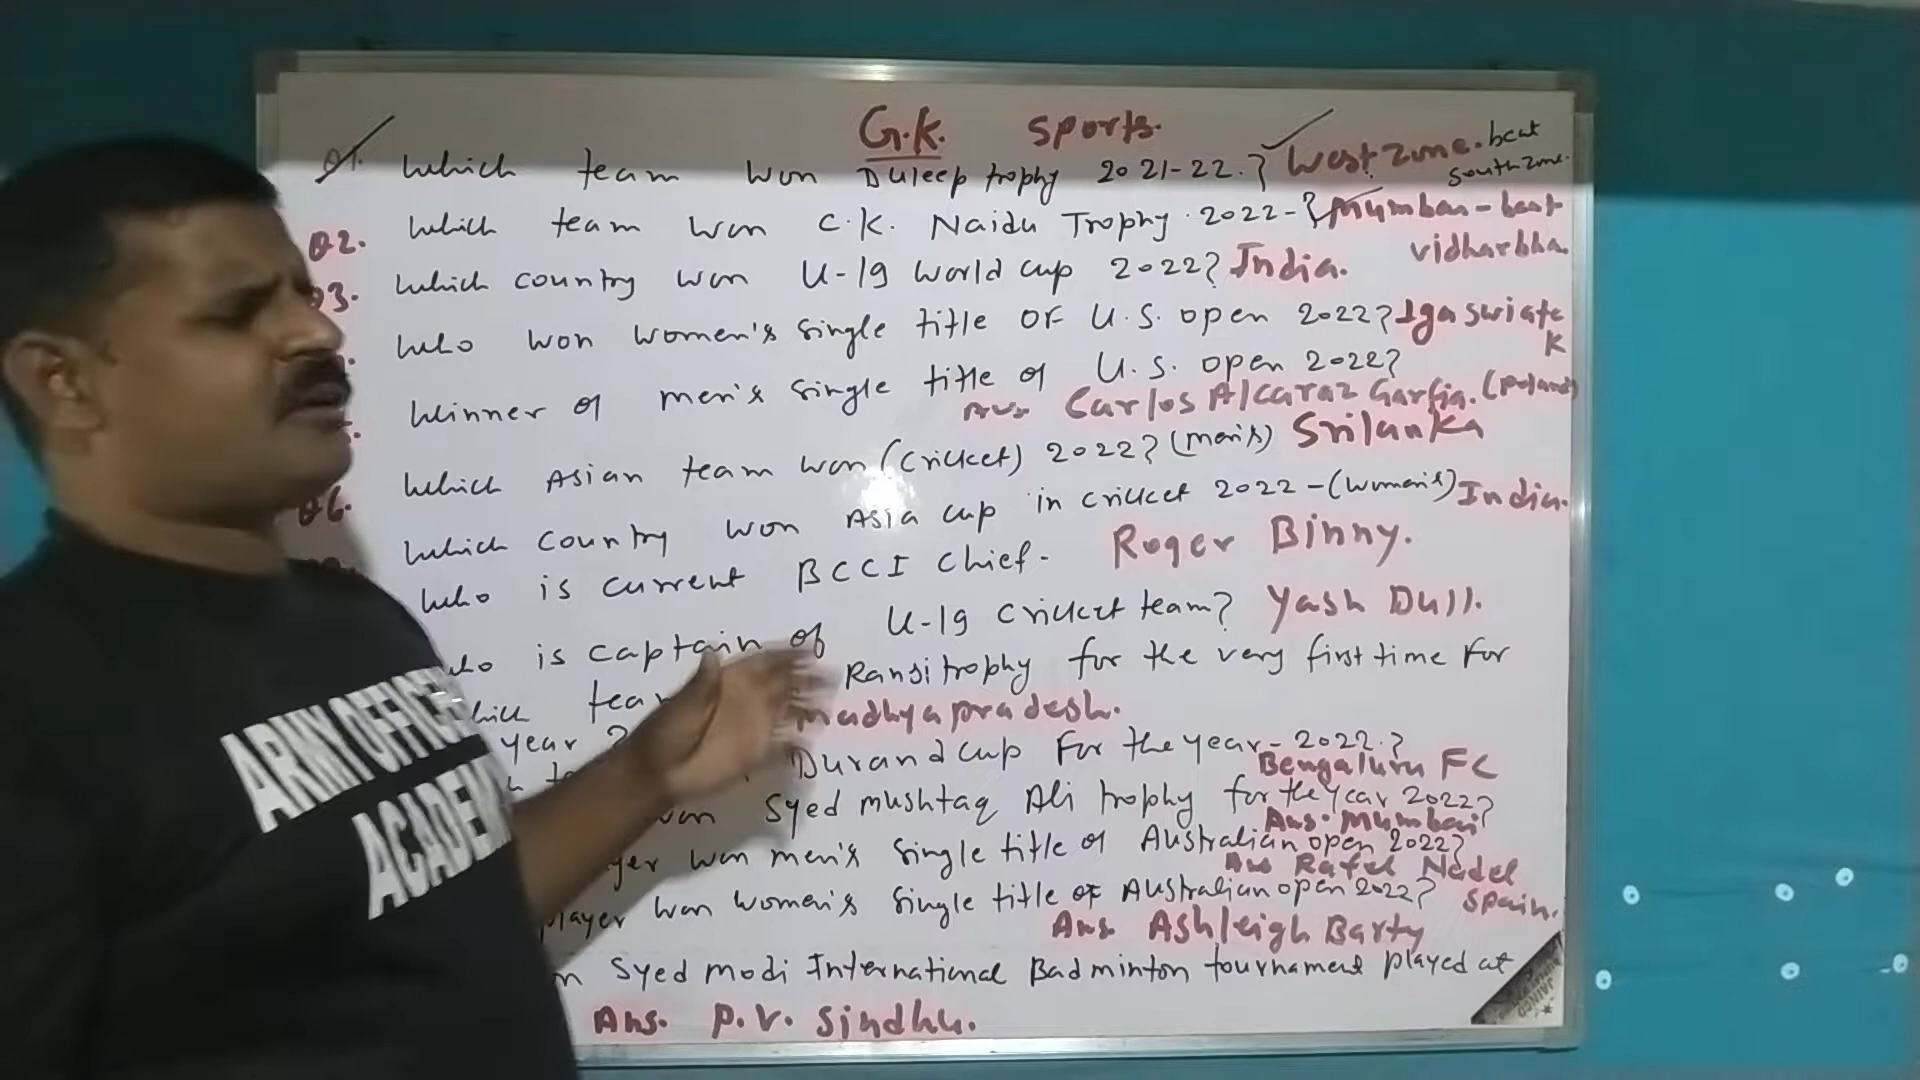 G.K. Sports.
Q1. Which team won Duleep trophy 2021-22.? West Zone. beat
South Zone.
Q2. Which team won C.K. Naidu Trophy 2022-? Mumbai - beat
vidharbha.
Q3. Which country won U-19 World cup 2022? India.
Who won women's single title OF U.S. open 2022? Iga Swiate
k
Winner of men's single title of U.S. open 2022?
Ans Carlos Alcaraz Garfia. (Poland)
Which Asian team won (Cricket) 2022? (men's) Srilanka
Q6.
Which country won Asia cup in cricket 2022 - (women's) India.
Who is current BCCI Chief- Roger Binny.
who is captain of U-19 cricket team? Yash Dull.
hich team Ransi trophy for the very first time For
year 2 madhya pradesh.
Durand cup For the year - 2022.?
Bengaluru FC
won Syed mushtaq Ali trophy for the year 2022?
Ans. Mumbai
yer won men's single title of Australian open 2022?
Ans Rafel Nadel
Spain.
player won women's single title of Australian open 2022?
Ans. Ashleigh Barty
n Syed modi International Badminton tournament played at
Ans. P.V. Sindhu.
ARMY OFFICE
ACADEM
JAINCO